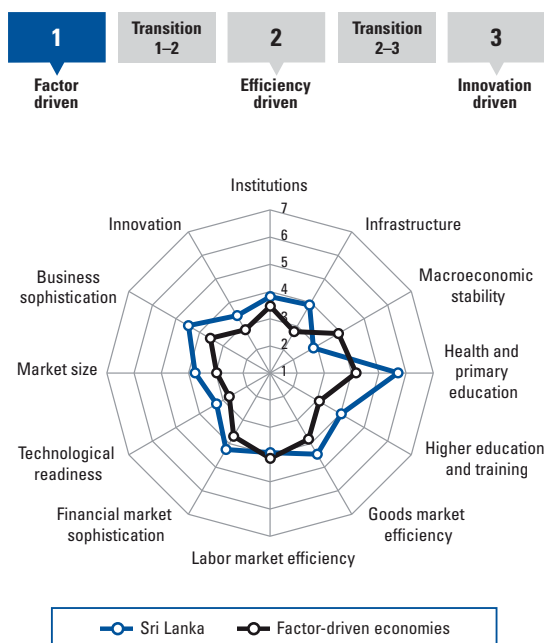 1
Transition
1–2
2
Transition
2–3
3
Factor
driven
Efficiency
driven
Innovation
driven
Institutions
7
6
5
4
3
2
1
Infrastructure
Macroeconomic
stability
Health and
primary
education
Higher education
and training
Goods market
efficiency
Labor market efficiency
Financial market
sophistication
Technological
readiness
Market size
Business
sophistication
Innovation
Sri Lanka
Factor-driven economies